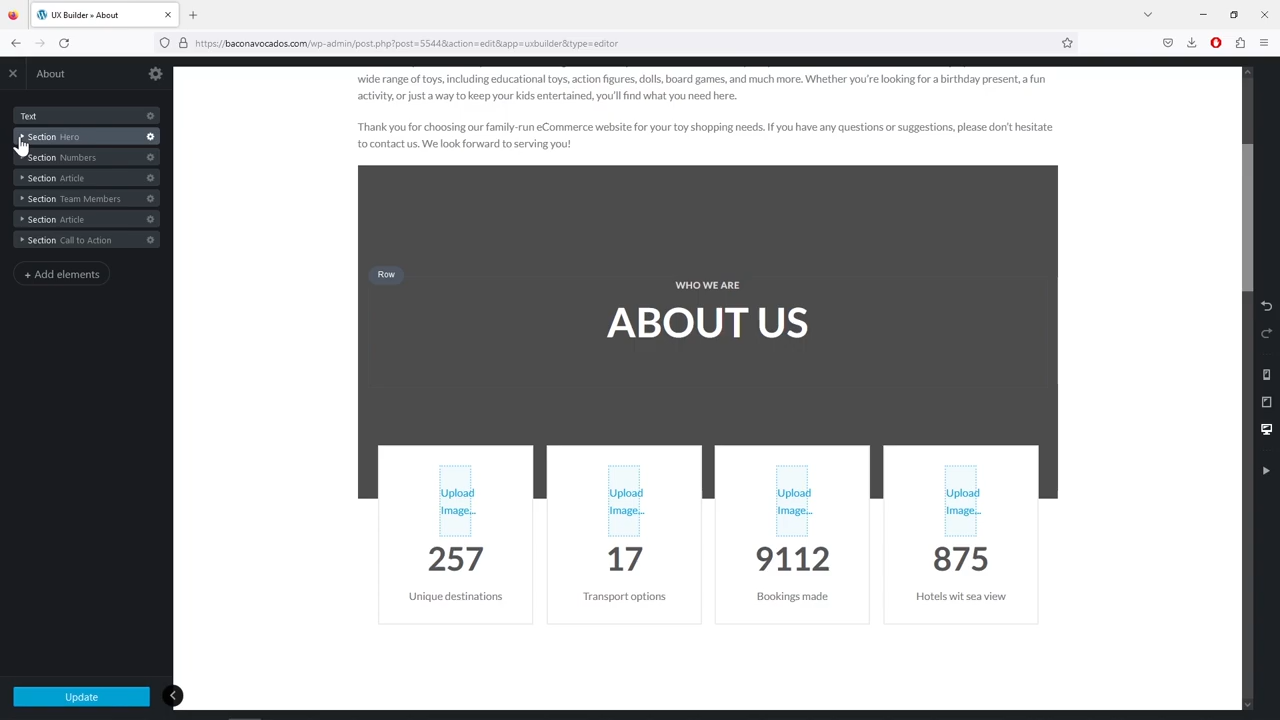 UX Builder » About
https://baconavocados.com/wp-admin/post.php?post=5544&action=edit&app=uxbuilder&type=editor
About
Text
Section Hero
Section Numbers
Section Article
Section Team Members
Section Article
Section Call to Action
+ Add elements
Update
wide range of toys, including educational toys, action figures, dolls, board games, and much more. Whether you're looking for a birthday present, a fun
activity, or just a way to keep your kids entertained, you'll find what you need here.
Thank you for choosing our family-run eCommerce website for your toy shopping needs. If you have any questions or suggestions, please don't hesitate
to contact us. We look forward to serving you!
Row
WHO WE ARE
ABOUT US
Upload
Image...
257
Unique destinations
Upload
Image...
17
Transport options
Upload
Image...
9112
Bookings made
Upload
Image...
875
Hotels wit sea view